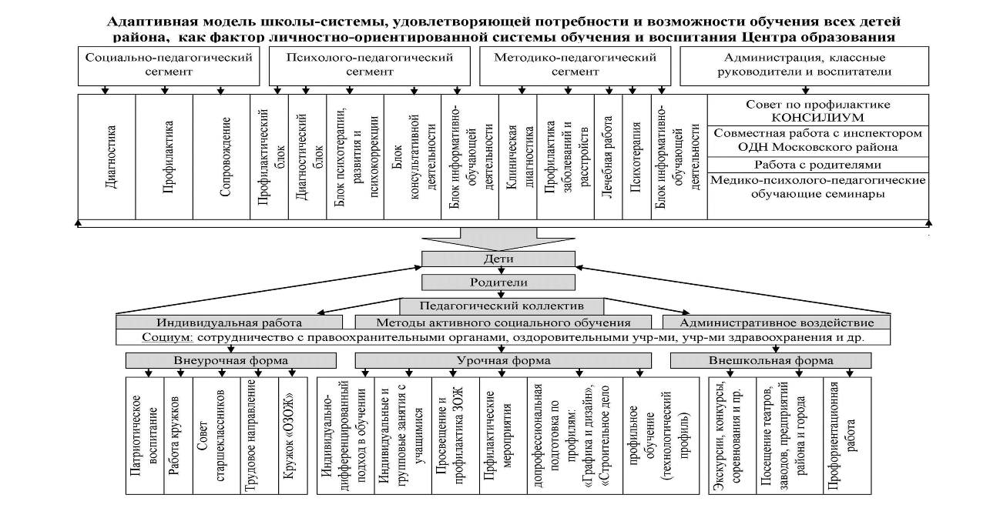 Адаптивная модель школы-системы, удовлетворяющей потребности и возможности обучения всех детей
района, как фактор личностно-ориентированной системы обучения и воспитания Центра образования
Социально-педагогический
сегмент
Психолого-педагогический
сегмент
Методико-педагогический
сегмент
Администрация, классные
руководители и воспитатели
Диагностика
Профилактика
Сопровождение
Профилактический
блок
Диагностический
блок
Блок психотерапии,
развития и
психокоррекции
Блок
консультативной
деятельности
Блок информативно-
обучающей
деятельности
Клиническая
диагностика
Профилактика
заболеваний и
расстройств
Лечебная работа
Психотерапия
Блок информативно-
обучающей
деятельности
Совет по профилактике
КОНСИЛИУМ
Совместная работа с инспектором
ОДН Московского района
Работа с родителями
Медико-психолого-педагогические
обучающие семинары
Дети
Родители
Педагогический коллектив
Индивидуальная работа
Методы активного социального обучения
Административное воздействие
Социум: сотрудничество с правоохранительными органами, оздоровительными учр-ми, учр-ми здравоохранения и др.
Внеурочная форма
Урочная форма
Внешкольная форма
Патриотическое
воспитание
Работа кружков
Совет
старшеклассников
Трудовое направление
Кружок «ОЗОЖ»
Индивидуально-
дифференцированный
подход в обучении
Индивидуальные и
групповые занятия с
учащимися
Просвещение и
профилактика ЗОЖ
Прфилактические
мероприятия
допрофессиональная
подготовка по
профилям:
«Графика и дизайн»,
«Строительное дело
профильное
обучение
(технологический
профиль)
Экскурсии, конкурсы,
соревнования и пр.
Посещение театров,
заводов, предприятий
района и города
Профориентационная
работа